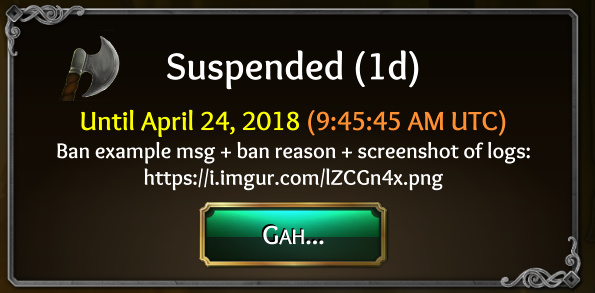 Suspended (1d)
Until April 24, 2018 (9:45:45 AM UTC)
Ban example msg + ban reason + screenshot of logs:
https://i.imgur.com/lZCGn4x.png
Gah...